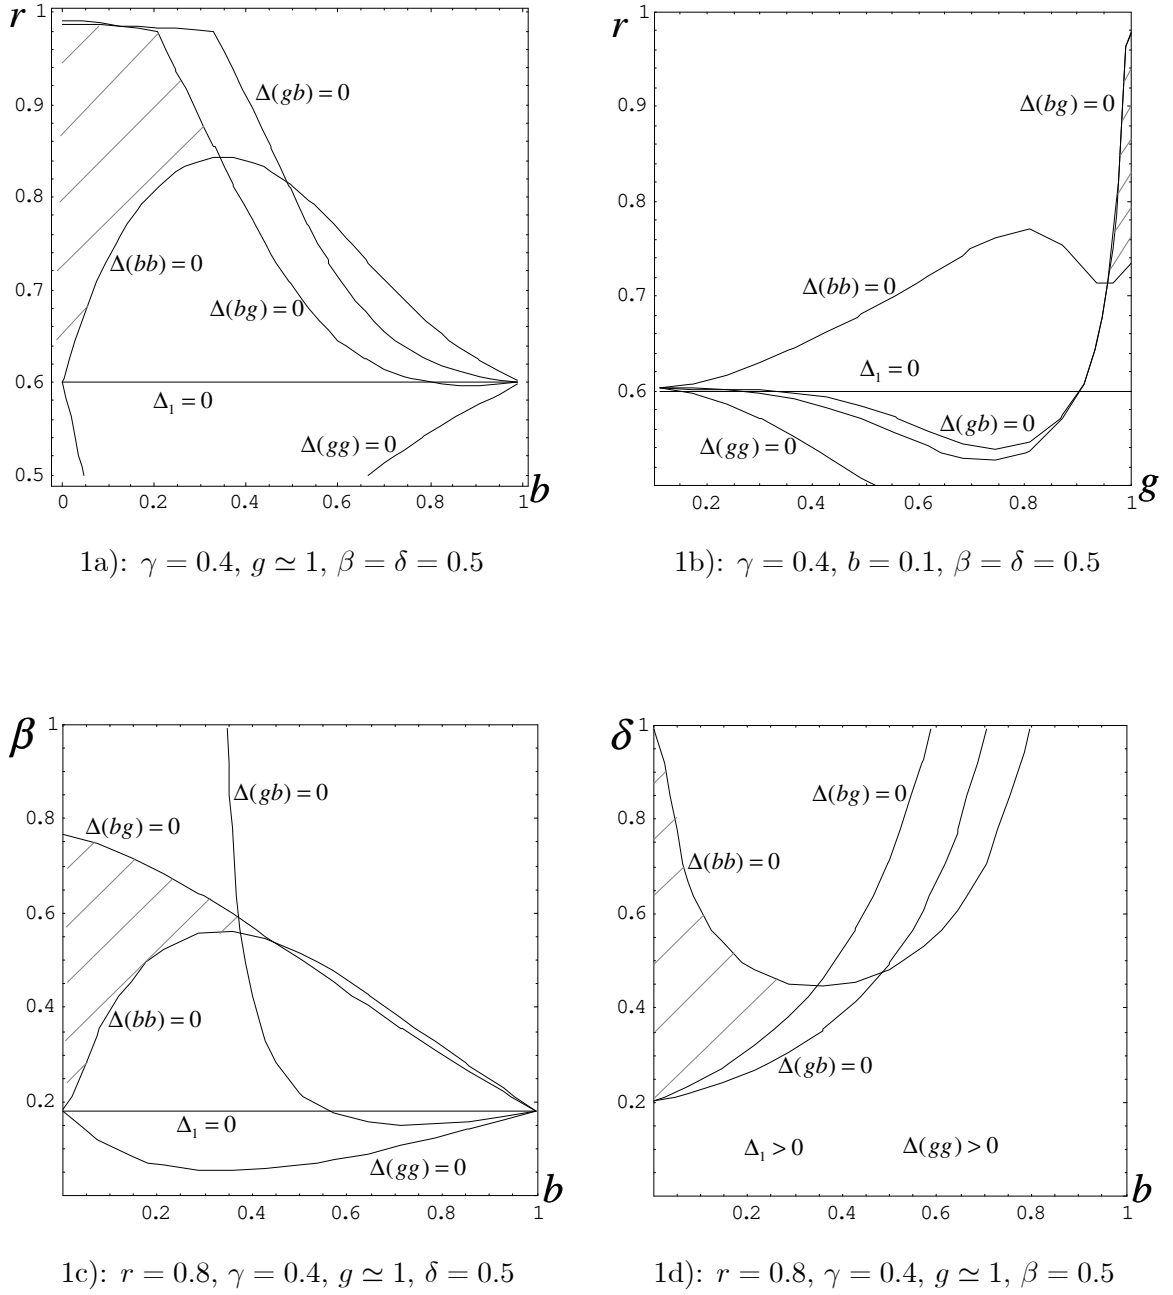 r
1
0.9
0.8
0.7
0.6
0.5
0
0.2
0.4
0.6
0.8
1
b
Δ(gb) = 0
Δ(bb) = 0
Δ(bg) = 0
Δ₁ = 0
Δ(gg) = 0
1a): γ = 0.4, g ≃ 1, β = δ = 0.5
r
1
0.9
0.8
0.7
0.6
0.2
0.4
0.6
0.8
1
g
Δ(bg) = 0
Δ(bb) = 0
Δ₁ = 0
Δ(gb) = 0
Δ(gg) = 0
1b): γ = 0.4, b = 0.1, β = δ = 0.5
β
1
0.8
0.6
0.4
0.2
0.2
0.4
0.6
0.8
1
b
Δ(gb) = 0
Δ(bg) = 0
Δ(bb) = 0
Δ₁ = 0
Δ(gg) = 0
1c): r = 0.8, γ = 0.4, g ≃ 1, δ = 0.5
δ
1
0.8
0.6
0.4
0.2
0.2
0.4
0.6
0.8
1
b
Δ(bg) = 0
Δ(bb) = 0
Δ(gb) = 0
Δ₁ > 0
Δ(gg) > 0
1d): r = 0.8, γ = 0.4, g ≃ 1, β = 0.5